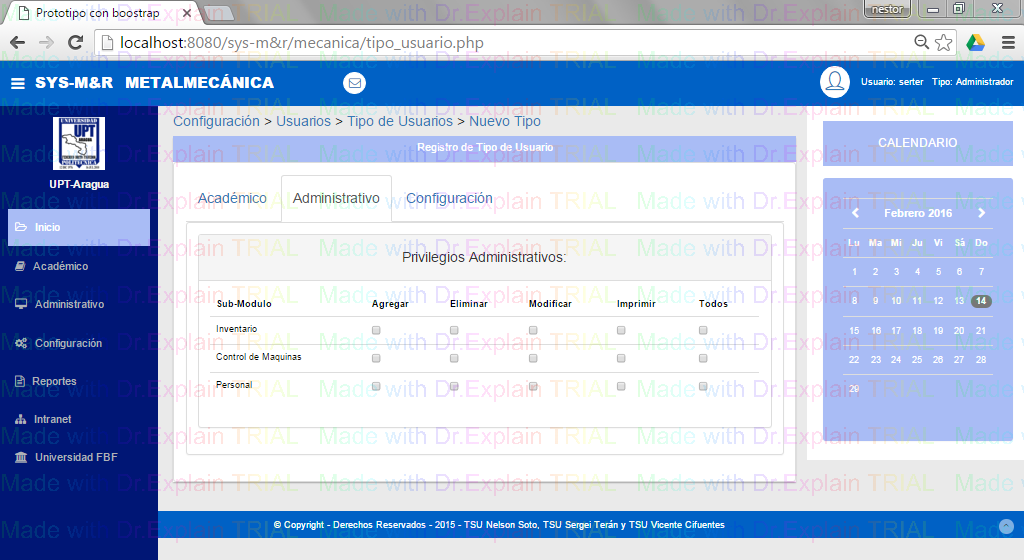 Prototipo con boostrap
nestor
localhost:8080/sys-m&r/mecanica/tipo_usuario.php
SYS-M&R METALMECÁNICA
Usuario: serter Tipo: Administrador
UNIVERSIDAD
UPT
ARAGUA
POLITECNICA
UPT-Aragua
Inicio
Académico
Administrativo
Configuración
Reportes
Intranet
Universidad FBF
Configuración > Usuarios > Tipo de Usuarios > Nuevo Tipo
Registro de Tipo de Usuario
Académico Administrativo Configuración
Privilegios Administrativos:
Sub-Modulo Agregar Eliminar Modificar Imprimir Todos
Inventario
Control de Maquinas
Personal
CALENDARIO
Febrero 2016
Lu Ma Mi Ju Vi Sá Do
1 2 3 4 5 6 7
8 9 10 11 12 13 14
15 16 17 18 19 20 21
22 23 24 25 26 27 28
29
© Copyright - Derechos Reservados - 2015 - TSU Nelson Soto, TSU Sergei Terán y TSU Vicente Cifuentes
Made with Dr.Explain TRIAL